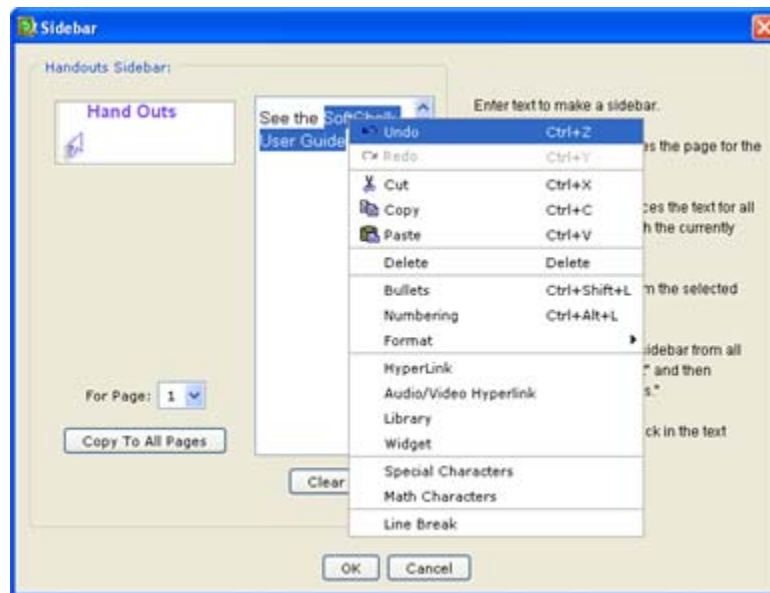 Sidebar
Handouts Sidebar:
Hand Outs
See the SoftChalk
User Guide
Enter text to make a sidebar.
es the page for the
ces the text for all
h the currently
m the selected
sidebar from all
" and then
s."
ck in the text
Undo Ctrl+Z
Redo Ctrl+Y
Cut Ctrl+X
Copy Ctrl+C
Paste Ctrl+V
Delete Delete
Bullets Ctrl+Shift+L
Numbering Ctrl+Alt+L
Format
HyperLink
Audio/Video Hyperlink
Library
Widget
Special Characters
Math Characters
Line Break
For Page: 1
Copy To All Pages
Clear
OK Cancel